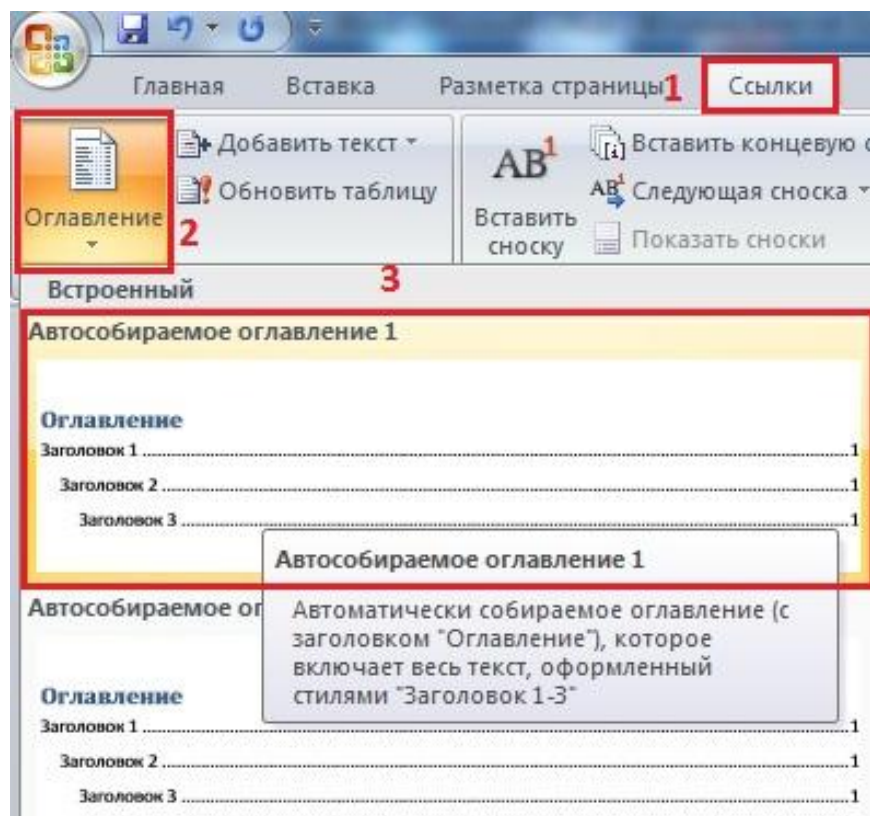 Главная Вставка Разметка страницы 1 Ссылки
Добавить текст
Обновить таблицу
Оглавление
2
AB1
Вставить
сноску
[i] Вставить концевую с
AB1 Следующая сноска
Показать сноски
3
Встроенный
Автособираемое оглавление 1
Оглавление
Заголовок 1 ........ 1
Заголовок 2 ........ 1
Заголовок 3 ........ 1
Автособираемое оглавление 1
Автоматически собираемое оглавление (с
заголовком "Оглавление"), которое
включает весь текст, оформленный
стилями "Заголовок 1-3"
Автособираемое ог
Оглавление
Заголовок 1 ........ 1
Заголовок 2 ........ 1
Заголовок 3 ........ 1